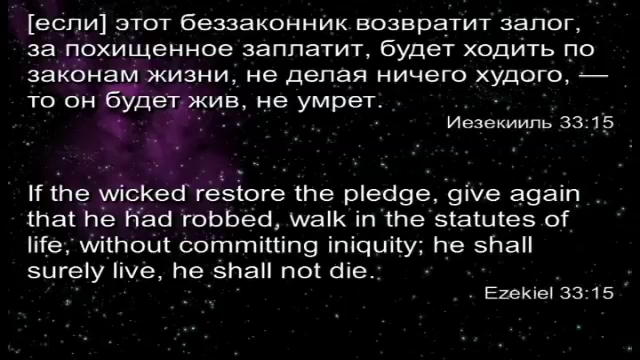 [если] этот беззаконник возвратит залог,
за похищенное заплатит, будет ходить по
законам жизни, не делая ничего худого, —
то он будет жив, не умрет.
Иезекииль 33:15
If the wicked restore the pledge, give again
that he had robbed, walk in the statutes of
life, without committing iniquity; he shall
surely live, he shall not die.
Ezekiel 33:15